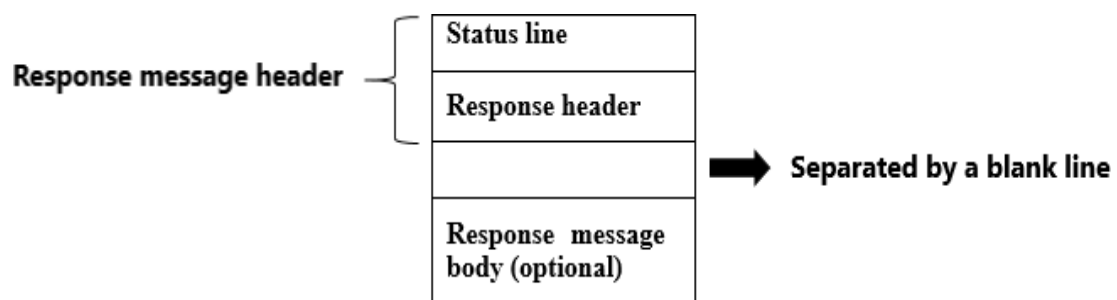 Status line
Response message header
Response header
Separated by a blank line
Response message
body (optional)